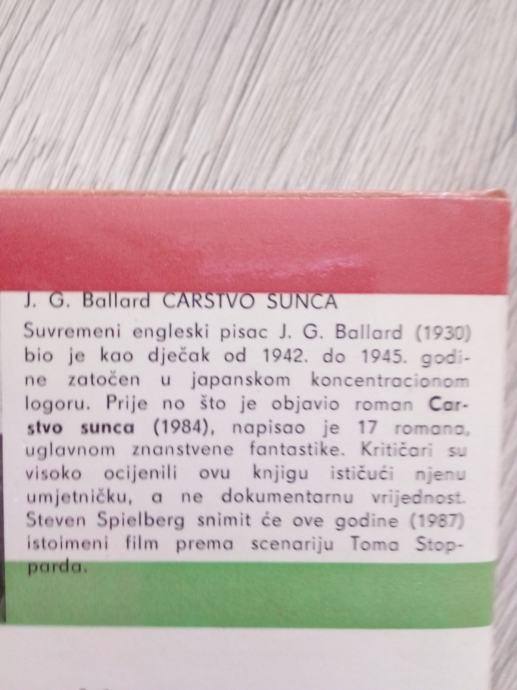 J. G. Ballard CARSTVO SUNCA
Suvremeni engleski pisac J. G. Ballard (1930)
bio je kao dječak od 1942. do 1945. godi-
ne zatočen u japanskom koncentracionom
logoru. Prije no što je objavio roman Car-
stvo sunca (1984), napisao je 17 romana,
uglavnom znanstvene fantastike. Kritičari su
visoko ocijenili ovu knjigu ističući njenu
umjetničku, a ne dokumentarnu vrijednost.
Steven Spielberg snimit će ove godine (1987)
istoimeni film prema scenariju Toma Stop-
parda.